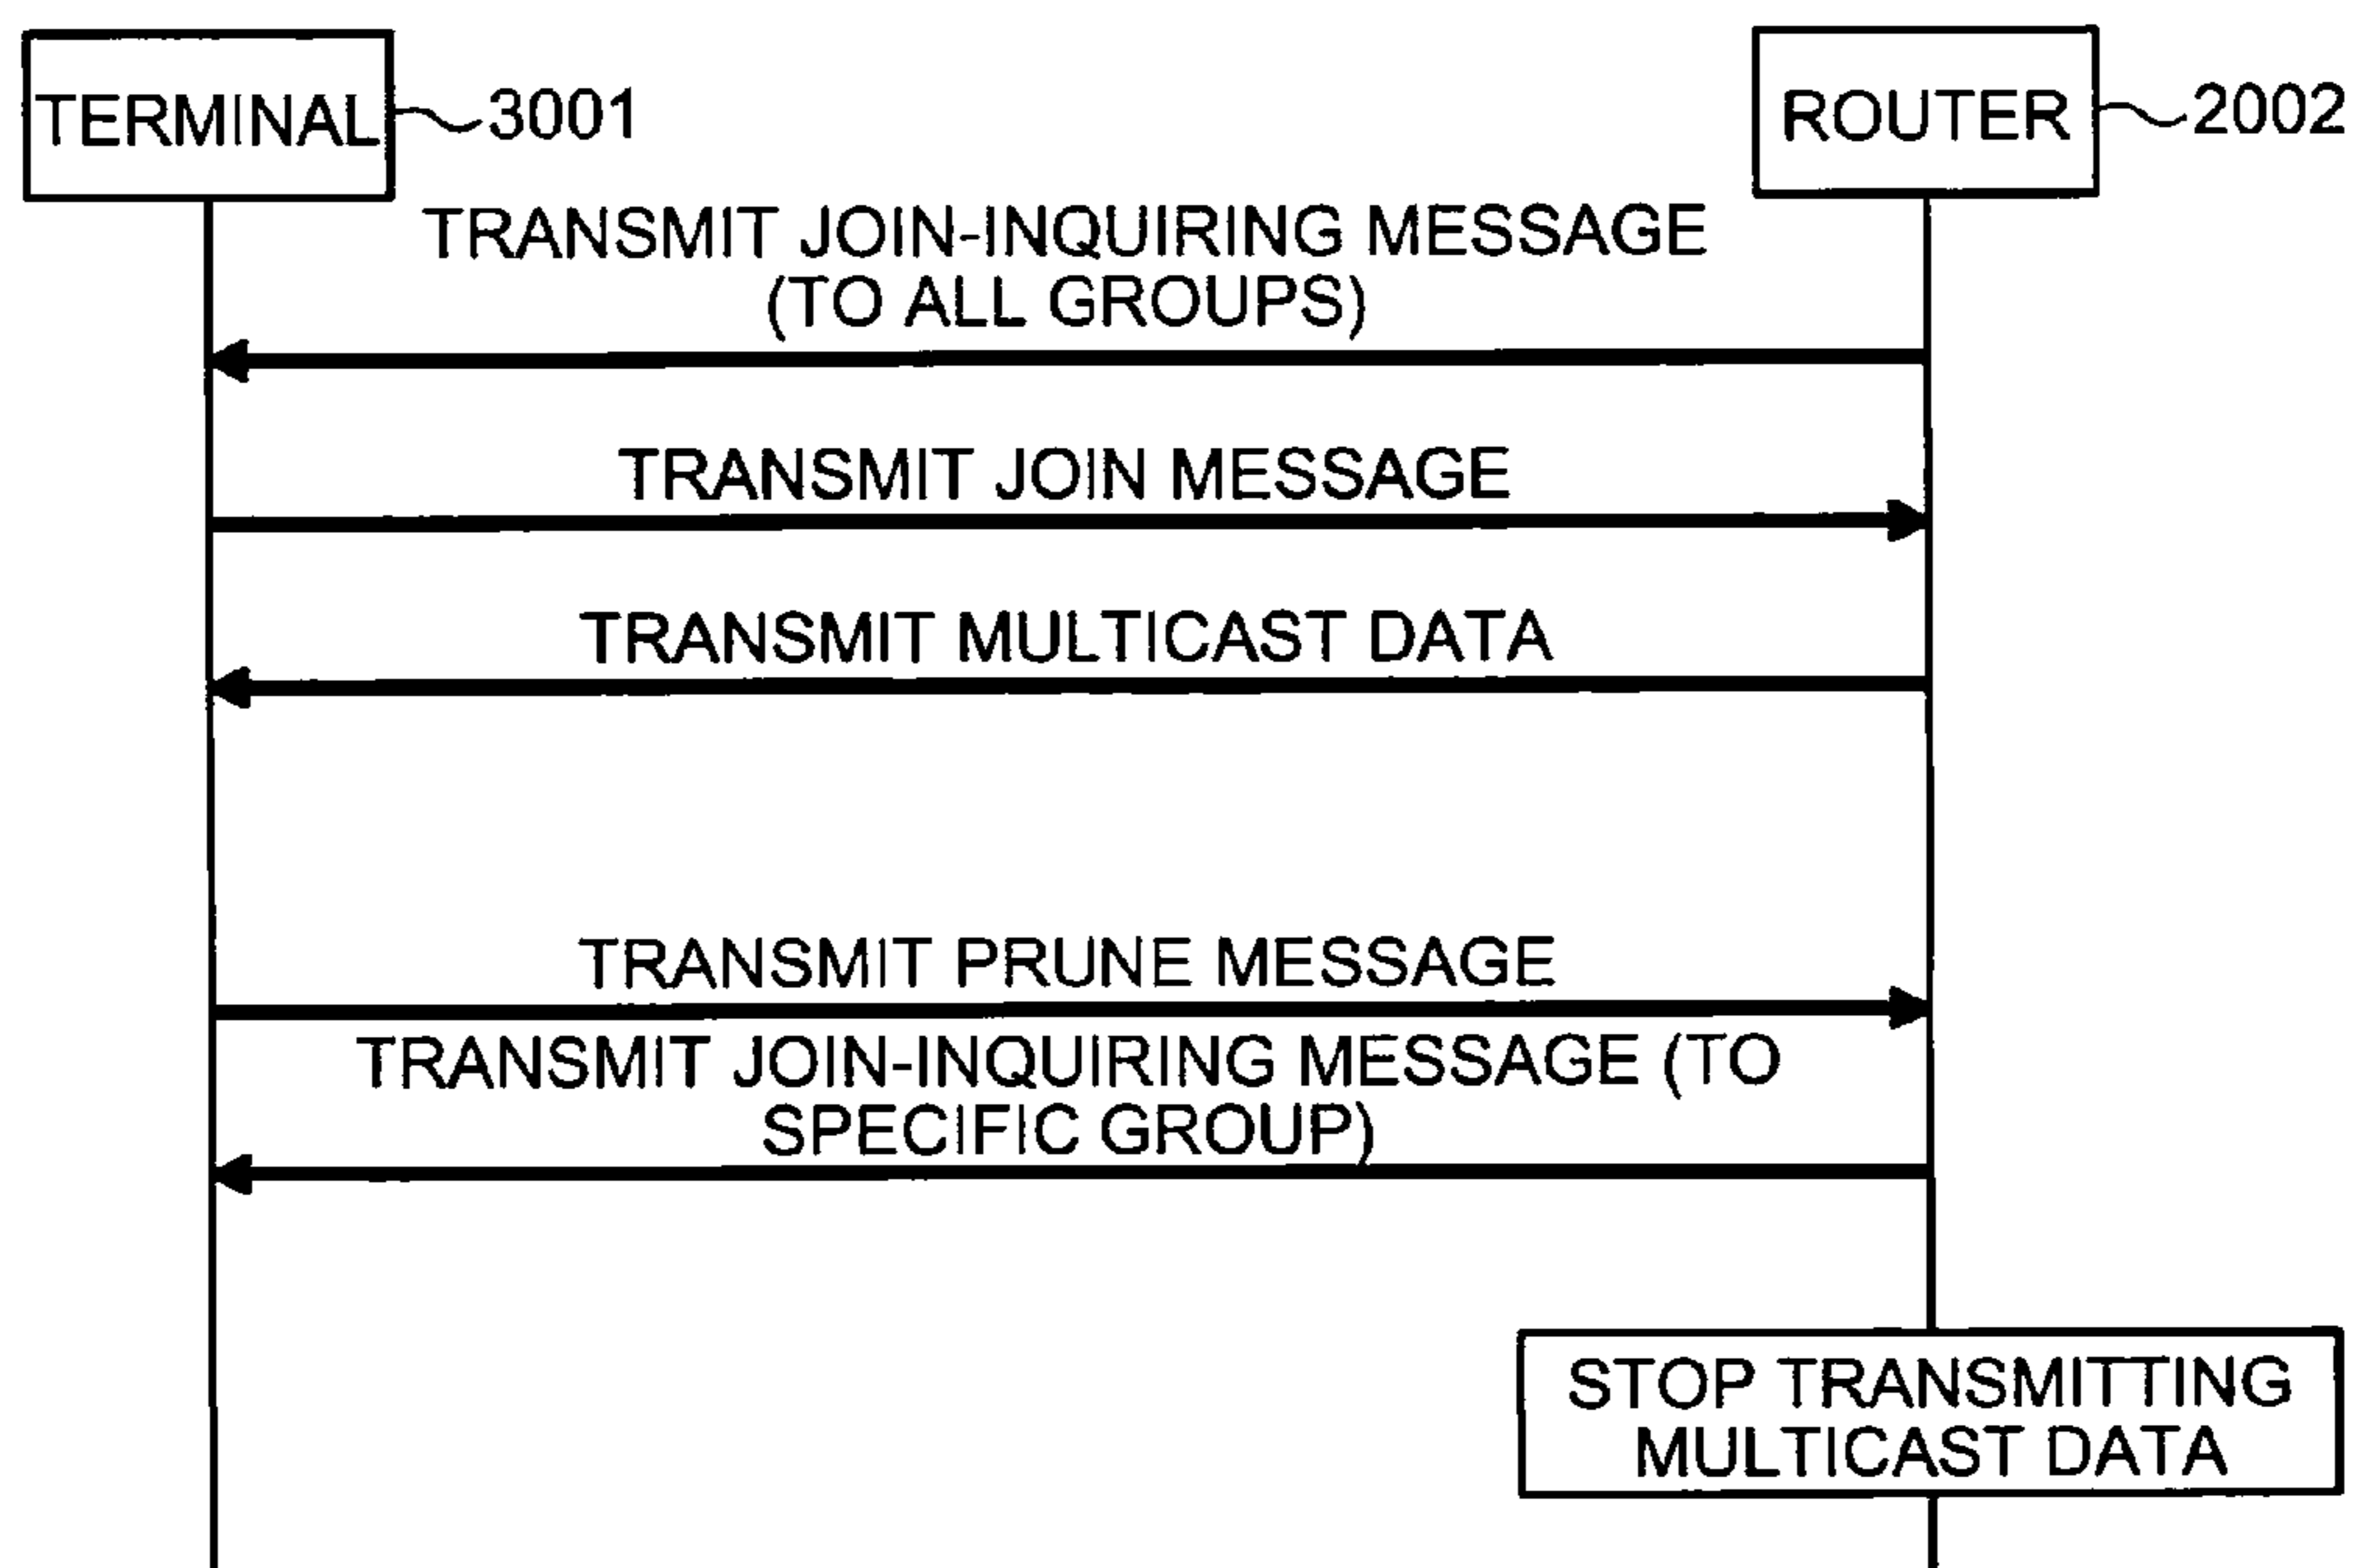 TERMINAL
3001
ROUTER
2002
TRANSMIT JOIN-INQUIRING MESSAGE
(TO ALL GROUPS)
TRANSMIT JOIN MESSAGE
TRANSMIT MULTICAST DATA
TRANSMIT PRUNE MESSAGE
TRANSMIT JOIN-INQUIRING MESSAGE (TO
SPECIFIC GROUP)
STOP TRANSMITTING
MULTICAST DATA